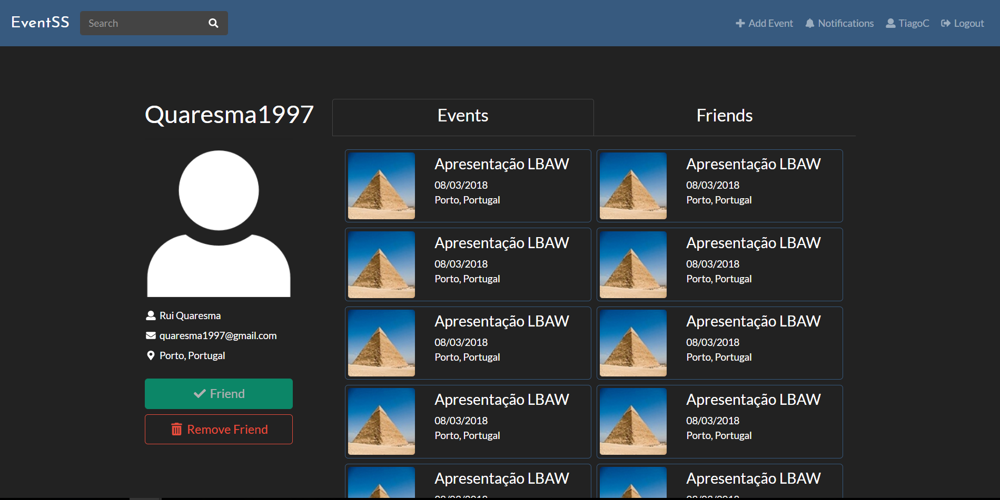 EventSS
Search
Add Event
Notifications
TiagoC
Logout
Quaresma1997
Rui Quaresma
quaresma1997@gmail.com
Porto, Portugal
Friend
Remove Friend
Events
Friends
Apresentação LBAW
08/03/2018
Porto, Portugal
Apresentação LBAW
08/03/2018
Porto, Portugal
Apresentação LBAW
08/03/2018
Porto, Portugal
Apresentação LBAW
08/03/2018
Porto, Portugal
Apresentação LBAW
08/03/2018
Porto, Portugal
Apresentação LBAW
08/03/2018
Porto, Portugal
Apresentação LBAW
08/03/2018
Porto, Portugal
Apresentação LBAW
08/03/2018
Porto, Portugal
Apresentação LBAW
Apresentação LBAW